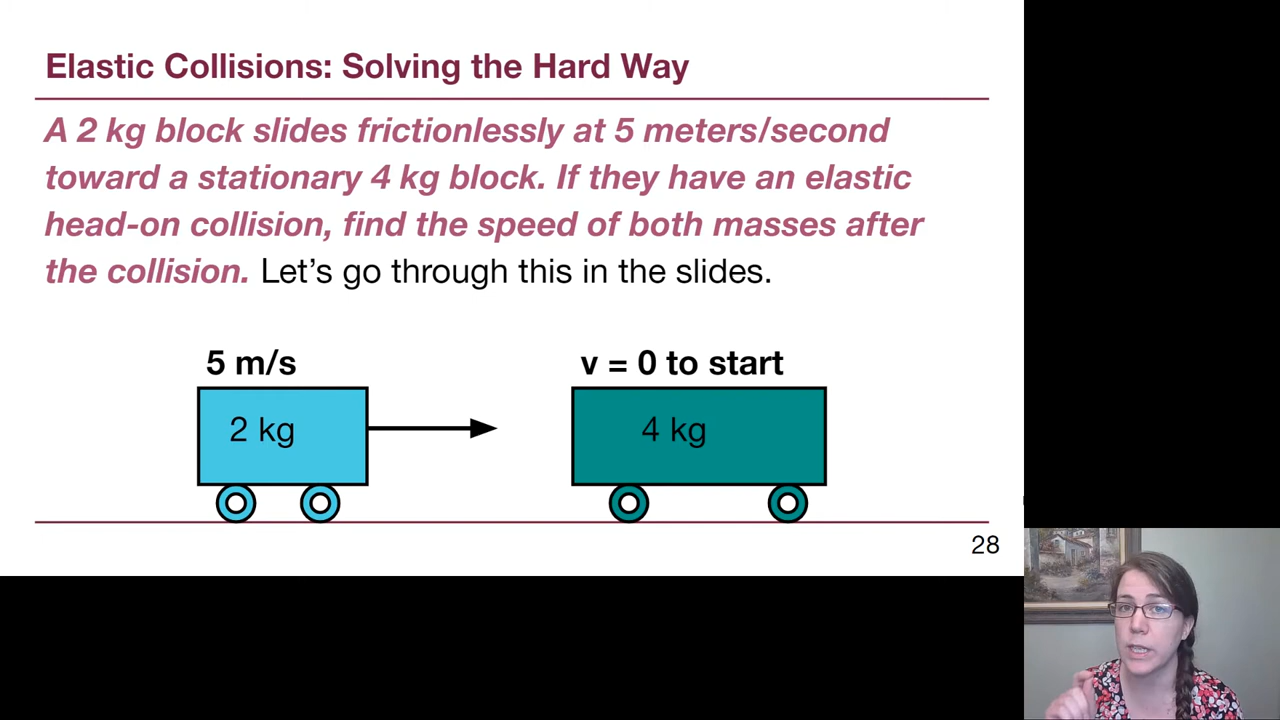 Elastic Collisions: Solving the Hard Way
A 2 kg block slides frictionlessly at 5 meters/second
toward a stationary 4 kg block. If they have an elastic
head-on collision, find the speed of both masses after
the collision. Let’s go through this in the slides.
5 m/s
v = 0 to start
2 kg
4 kg
28